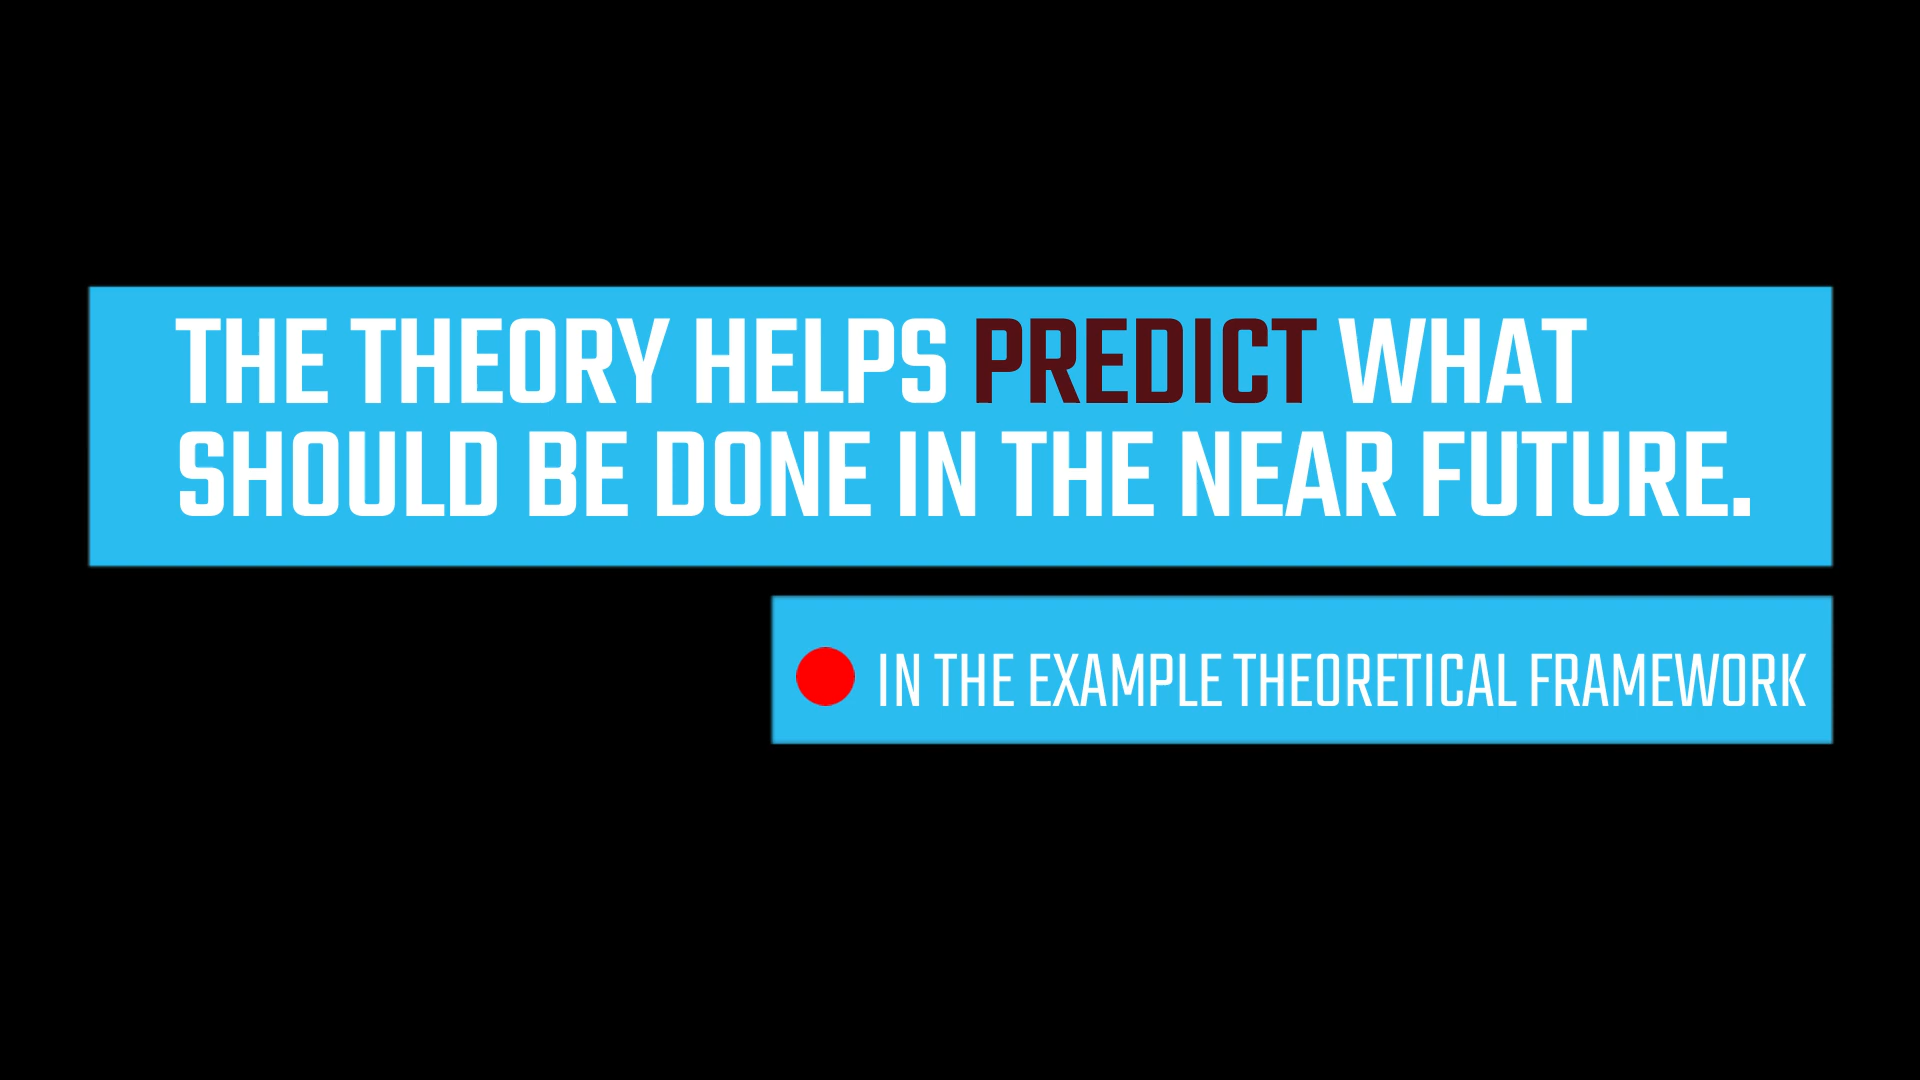 THE THEORY HELPS PREDICT WHAT
SHOULD BE DONE IN THE NEAR FUTURE.
IN THE EXAMPLE THEORETICAL FRAMEWORK